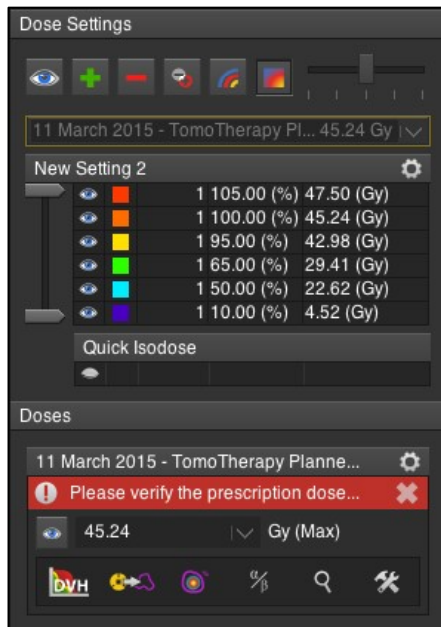 Dose Settings
11 March 2015 - TomoTherapy Pl... 45.24 Gy
New Setting 2
1 105.00 (%) 47.50 (Gy)
1 100.00 (%) 45.24 (Gy)
1 95.00 (%) 42.98 (Gy)
1 65.00 (%) 29.41 (Gy)
1 50.00 (%) 22.62 (Gy)
1 10.00 (%) 4.52 (Gy)
Quick Isodose
Doses
11 March 2015 - TomoTherapy Planne...
Please verify the prescription dose...
45.24 Gy (Max)
DVH α/β